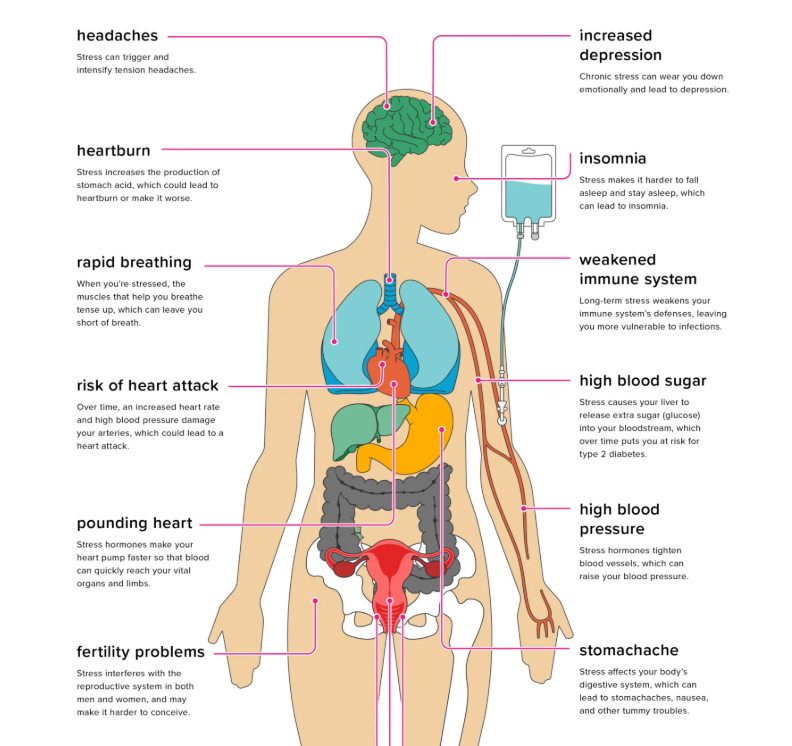 headaches
Stress can trigger and
intensify tension headaches.
heartburn
Stress increases the production of
stomach acid, which could lead to
heartburn or make it worse.
rapid breathing
When you're stressed, the
muscles that help you breathe
tense up, which can leave you
short of breath.
risk of heart attack
Over time, an increased heart rate
and high blood pressure damage
your arteries, which could lead to a
heart attack.
pounding heart
Stress hormones make your
heart pump faster so that blood
can quickly reach your vital
organs and limbs.
fertility problems
Stress interferes with the
reproductive system in both
men and women, and may
make it harder to conceive.
increased
depression
Chronic stress can wear you down
emotionally and lead to depression.
insomnia
Stress makes it harder to fall
asleep and stay asleep, which
can lead to insomnia.
weakened
immune system
Long-term stress weakens your
immune system's defenses, leaving
you more vulnerable to infections.
high blood sugar
Stress causes your liver to
release extra sugar (glucose)
into your bloodstream, which
over time puts you at risk for
type 2 diabetes.
high blood
pressure
Stress hormones tighten
blood vessels, which can
raise your blood pressure.
stomachache
Stress affects your body's
digestive system, which can
lead to stomachaches, nausea,
and other tummy troubles.